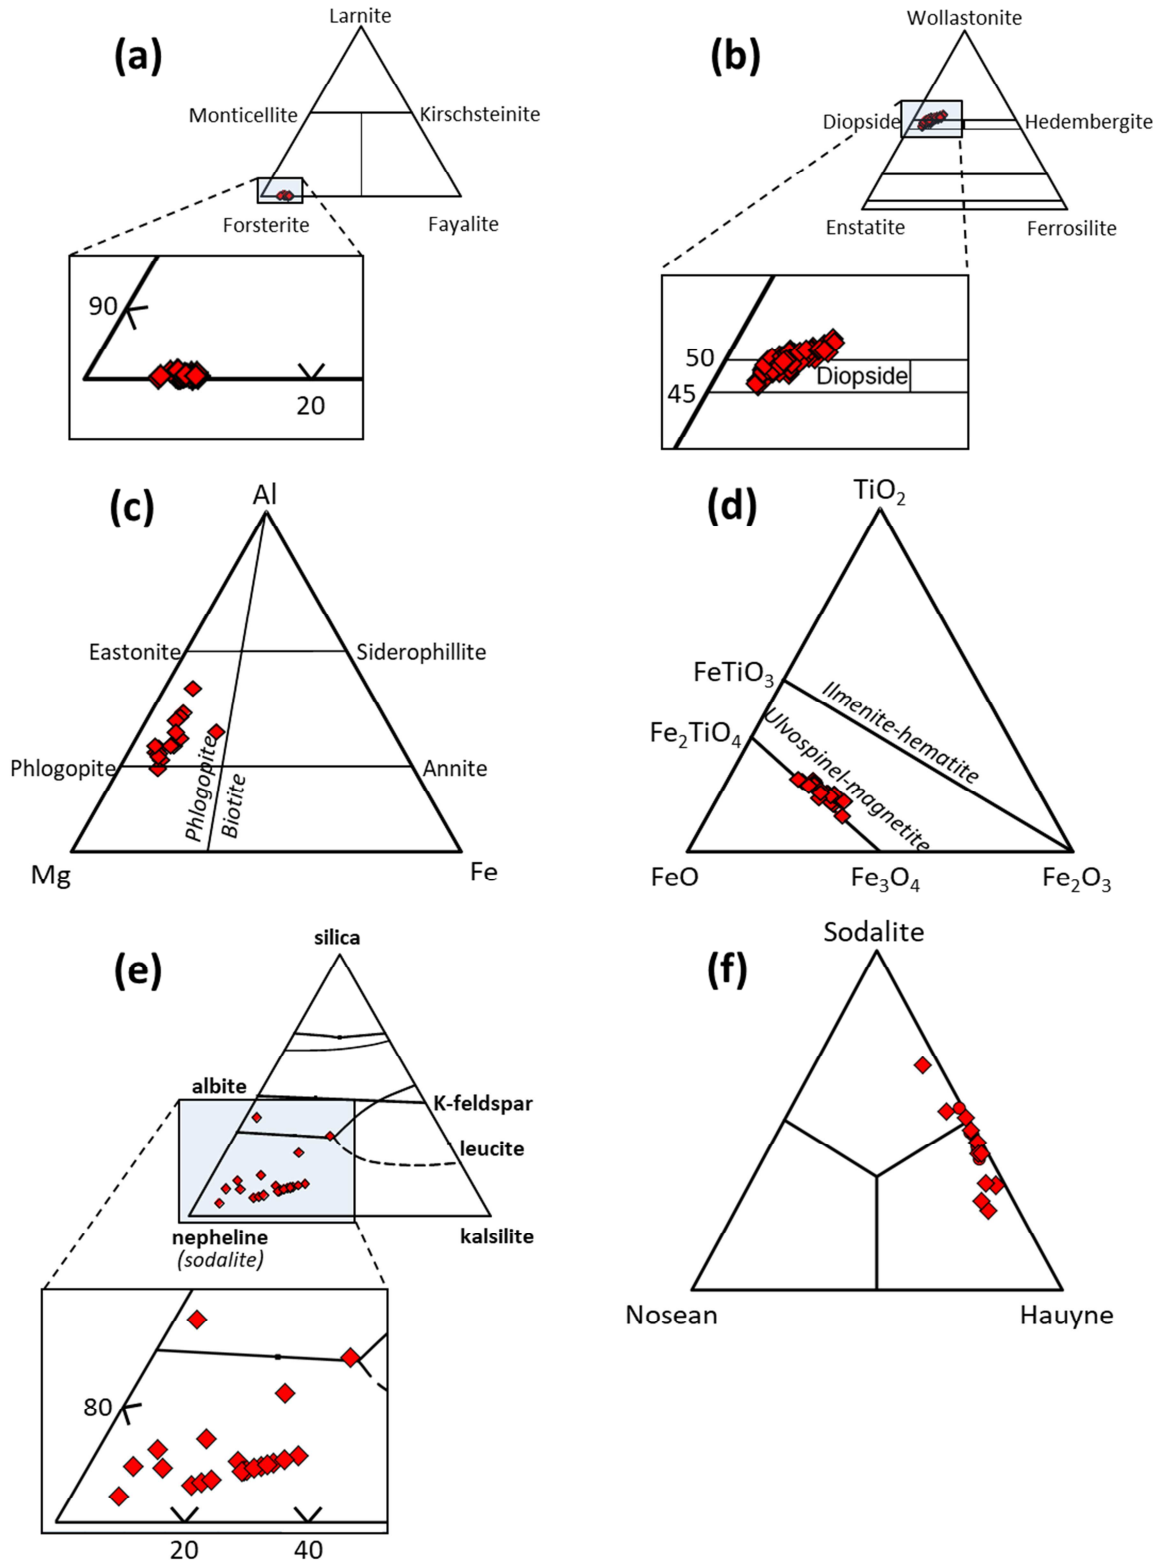 (a)
Larnite
Monticellite
Kirschsteinite
Forsterite
Fayalite
90
20
(b)
Wollastonite
Diopside
Hedembergite
Enstatite
Ferrosilite
50
45
Diopside
(c)
Al
Eastonite
Siderophillite
Phlogopite
Annite
Phlogopite
Biotite
Mg
Fe
(d)
TiO₂
FeTiO₃
Ilmenite-hematite
Fe₂TiO₄
Ulvospinel-magnetite
FeO
Fe₃O₄
Fe₂O₃
(e)
silica
albite
K-feldspar
leucite
nepheline
(sodalite)
kalsilite
80
20
40
(f)
Sodalite
Nosean
Hauyne